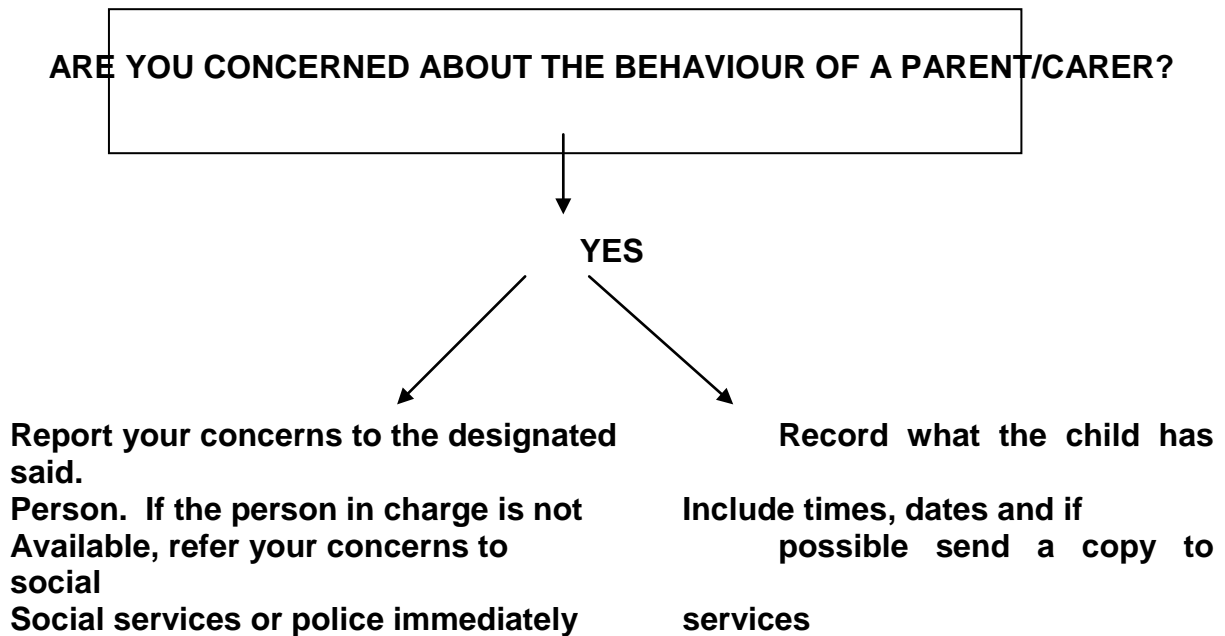 ARE YOU CONCERNED ABOUT THE BEHAVIOUR OF A PARENT/CARER?
YES
Report your concerns to the designated Record what the child has
said.
Person. If the person in charge is not Include times, dates and if
Available, refer your concerns to possible send a copy to
social
Social services or police immediately services